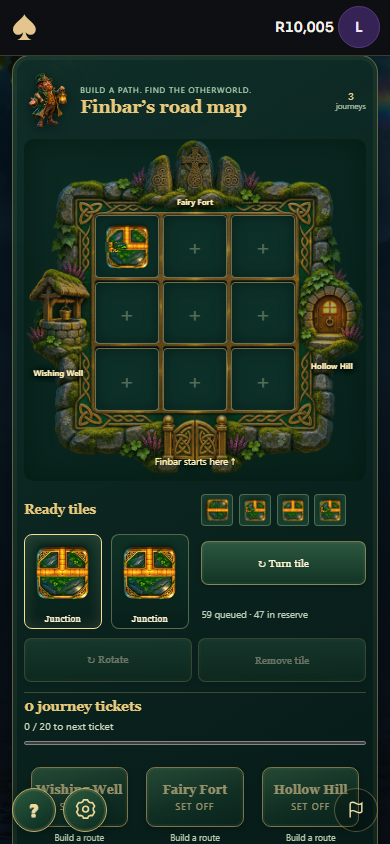 R10,005
L
BUILD A PATH. FIND THE OTHERWORLD.
Finbar's road map
3
journeys
Fairy Fort
+ +
+ + +
Wishing Well
Hollow Hill
+ + +
Finbar starts here ↑
Ready tiles
↻ Turn tile
Junction
Junction
59 queued · 47 in reserve
↻ Rotate
Remove tile
0 journey tickets
0 / 20 to next ticket
Wishing Well
Fairy Fort
Hollow Hill
SET OFF
SET OFF
?
Build a route
Build a route
Build a route